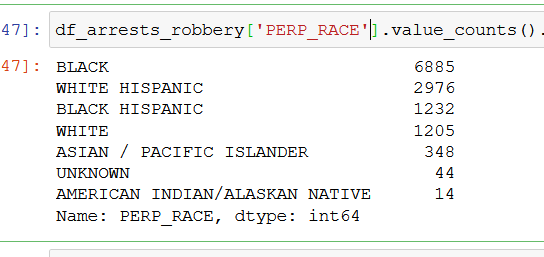 47]: df_arrests_robbery['PERP_RACE'].value_counts().
47]: BLACK 6885
WHITE HISPANIC 2976
BLACK HISPANIC 1232
WHITE 1205
ASIAN / PACIFIC ISLANDER 348
UNKNOWN 44
AMERICAN INDIAN/ALASKAN NATIVE 14
Name: PERP_RACE, dtype: int64